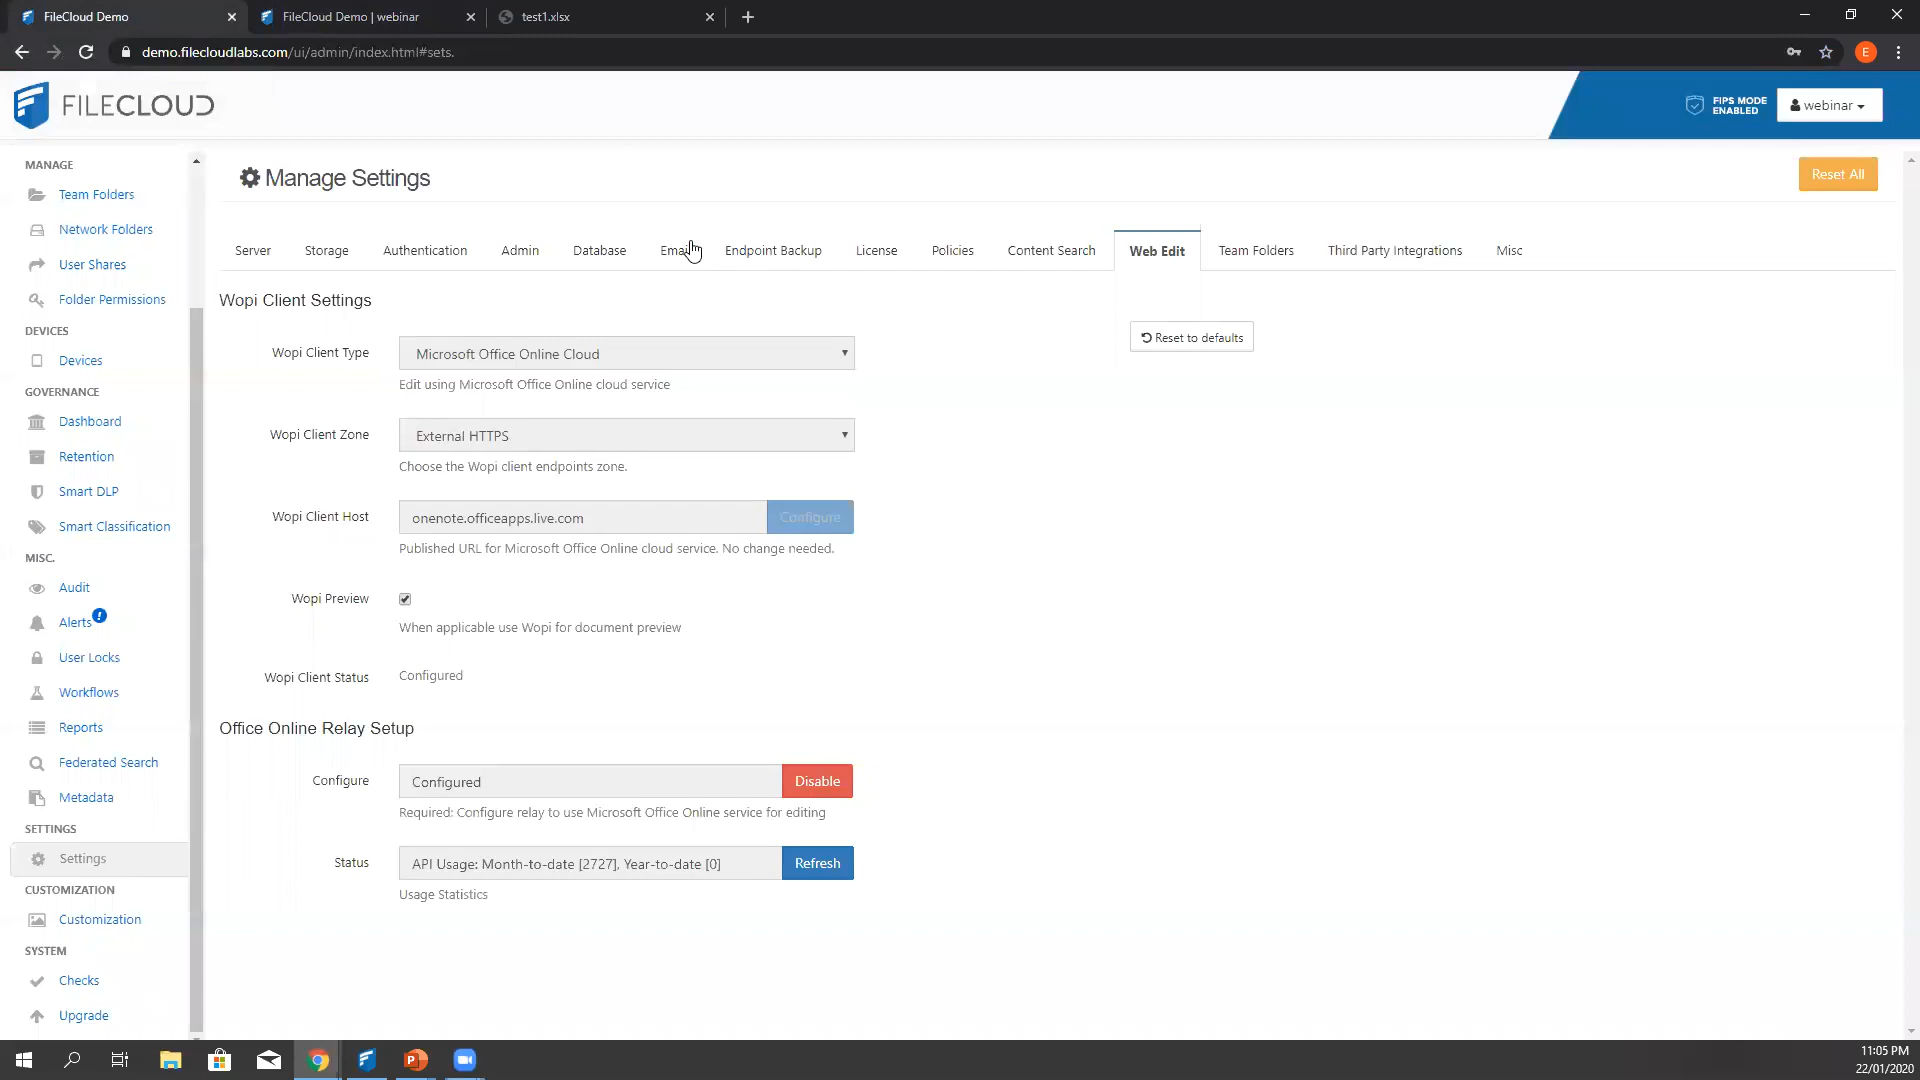 FileCloud Demo
FileCloud Demo | webinar
test1.xlsx
demo.filecloudlabs.com/ui/admin/index.html#sets.
E
FILECLOUD
FIPS MODE
ENABLED
webinar
MANAGE
Team Folders
Network Folders
User Shares
Folder Permissions
DEVICES
Devices
GOVERNANCE
Dashboard
Retention
Smart DLP
Smart Classification
MISC.
Audit
Alerts
User Locks
Workflows
Reports
Federated Search
Metadata
SETTINGS
Settings
CUSTOMIZATION
Customization
SYSTEM
Checks
Upgrade
Manage Settings
Reset All
Server Storage Authentication Admin Database Email Endpoint Backup License Policies Content Search Web Edit Team Folders Third Party Integrations Misc
Wopi Client Settings
Reset to defaults
Wopi Client Type Microsoft Office Online Cloud
Edit using Microsoft Office Online cloud service
Wopi Client Zone External HTTPS
Choose the Wopi client endpoints zone.
Wopi Client Host onenote.officeapps.live.com Configure
Published URL for Microsoft Office Online cloud service. No change needed.
Wopi Preview
When applicable use Wopi for document preview
Wopi Client Status Configured
Office Online Relay Setup
Configure Configured Disable
Required: Configure relay to use Microsoft Office Online service for editing
Status API Usage: Month-to-date [2727], Year-to-date [0] Refresh
Usage Statistics
11:05 PM
22/01/2020